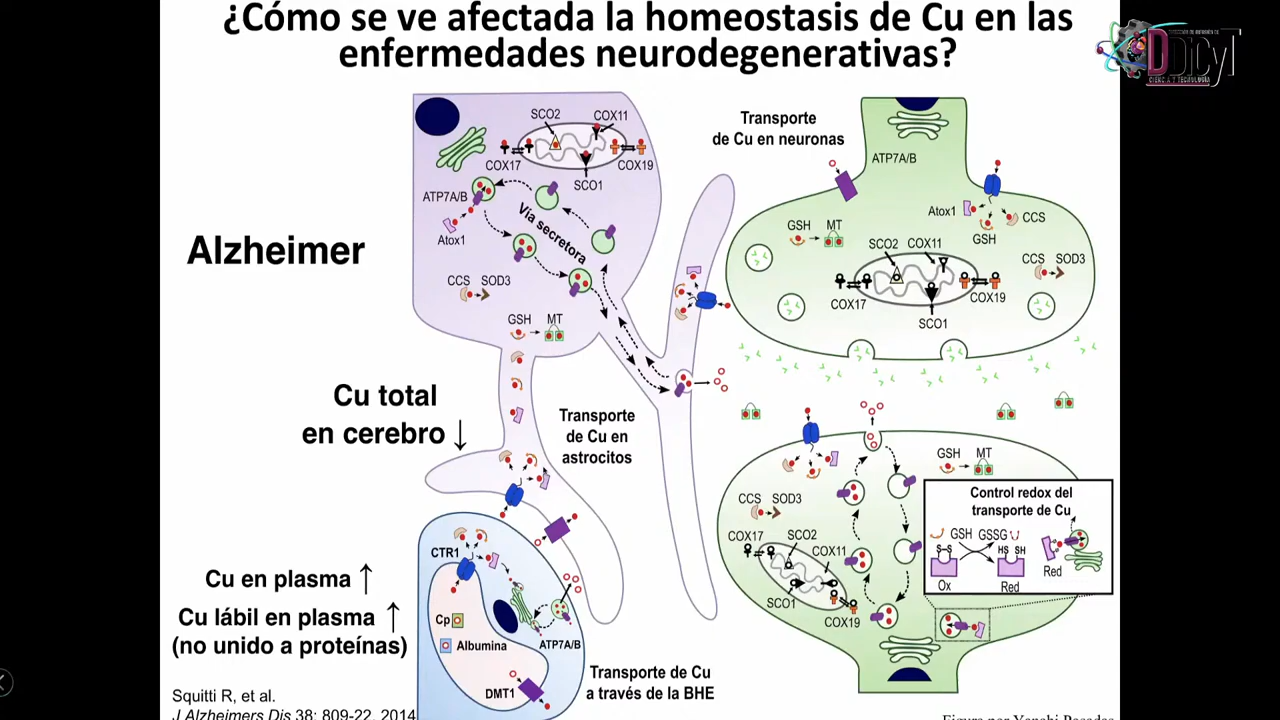 ¿Cómo se ve afectada la homeostasis de Cu en las
enfermedades neurodegenerativas?
DDCyT
CIENCIA Y TECNOLOGÍA
Alzheimer
Cu total
en cerebro ↓
Cu en plasma ↑
Cu lábil en plasma ↑
(no unido a proteínas)
Squitti R, et al.
J Alzheimers Dis 38: 809-22, 2014
SCO2
COX11
COX17
COX19
SCO1
ATP7A/B
Atox1
Vía secretora
CCS SOD3
GSH MT
Transporte
de Cu en
astrocitos
CTR1
Cp
Albumina
ATP7A/B
DMT1
Transporte de Cu
a través de la BHE
Transporte
de Cu en neuronas
ATP7A/B
Atox1
CCS
GSH
GSH MT
SCO2 COX11
CCS SOD3
COX17
COX19
SCO1
GSH MT
CCS SOD3
COX17
SCO2
COX11
SCO1
COX19
Control redox del
transporte de Cu
GSH GSSG
S–S
HS SH
Ox
Red
Red